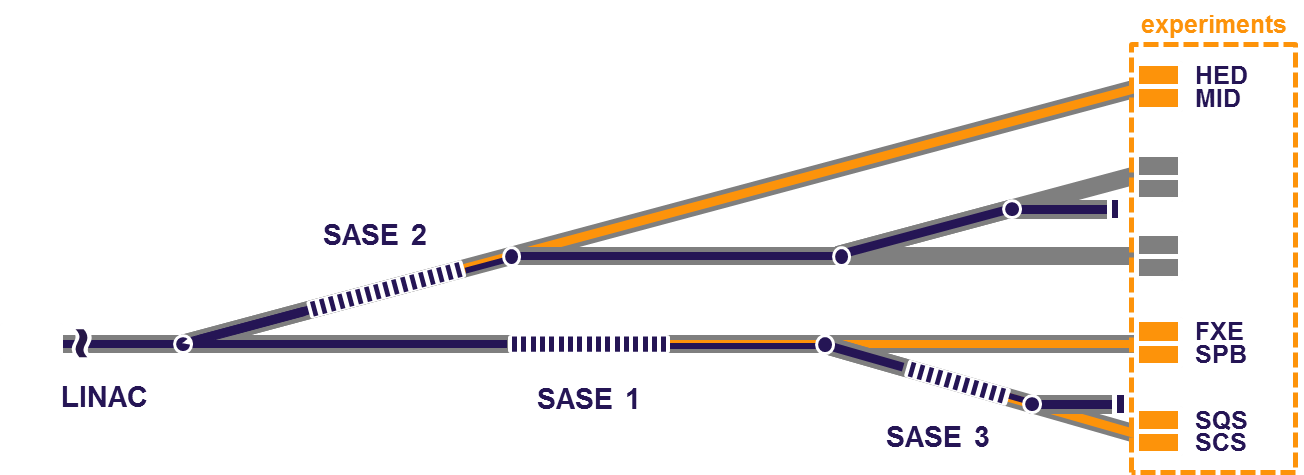 experiments
HED
MID
SASE 2
FXE
SPB
LINAC
SASE 1
SQS
SASE 3
SCS